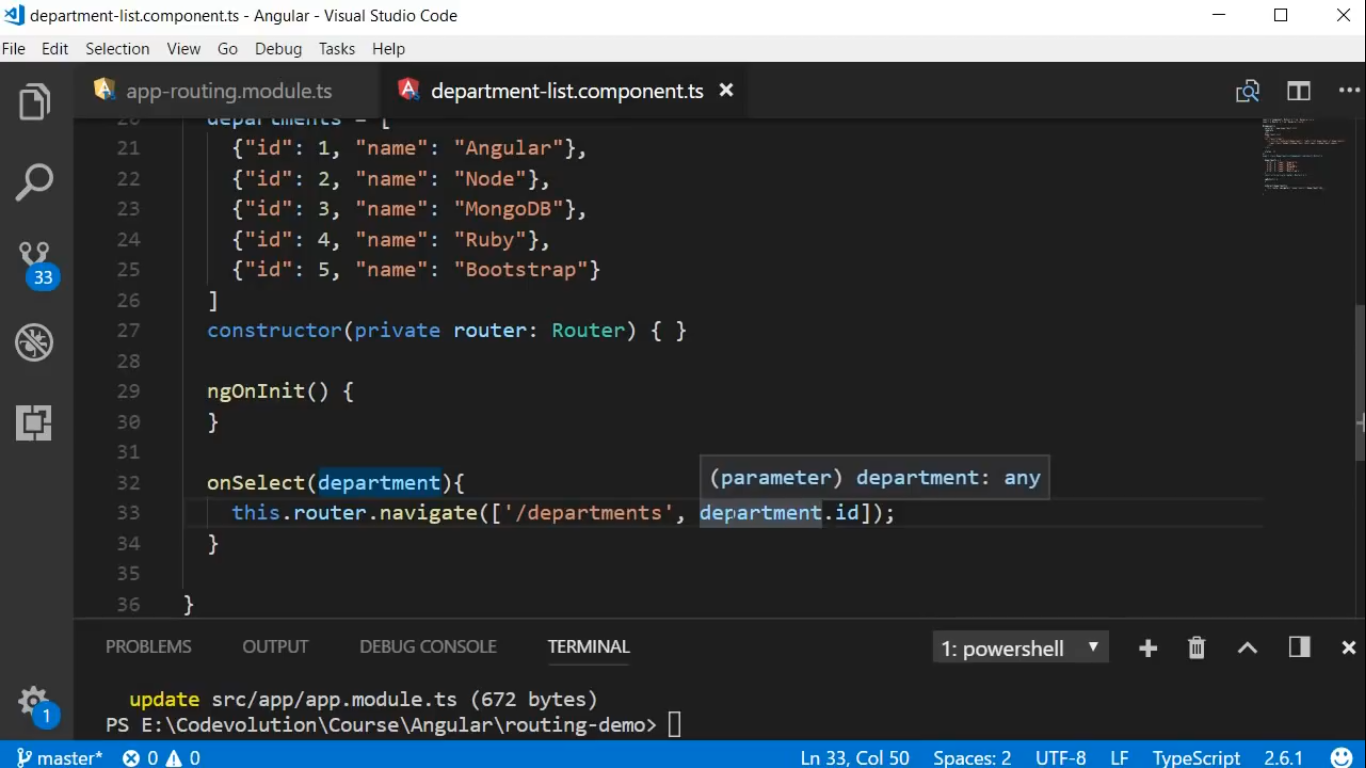 department-list.component.ts - Angular - Visual Studio Code
File Edit Selection View Go Debug Tasks Help
app-routing.module.ts department-list.component.ts
20 departments = [
21 {"id": 1, "name": "Angular"},
22 {"id": 2, "name": "Node"},
23 {"id": 3, "name": "MongoDB"},
24 {"id": 4, "name": "Ruby"},
25 {"id": 5, "name": "Bootstrap"}
26 ]
27 constructor(private router: Router) { }
28
29 ngOnInit() {
30 }
31
(parameter) department: any
32 onSelect(department){
33 this.router.navigate(['/departments', department.id]);
34 }
35
36 }
33
1
PROBLEMS OUTPUT DEBUG CONSOLE TERMINAL 1: powershell
update src/app/app.module.ts (672 bytes)
PS E:\Codevolution\Course\Angular\routing-demo>
master* 0 0 Ln 33, Col 50 Spaces: 2 UTF-8 LF TypeScript 2.6.1